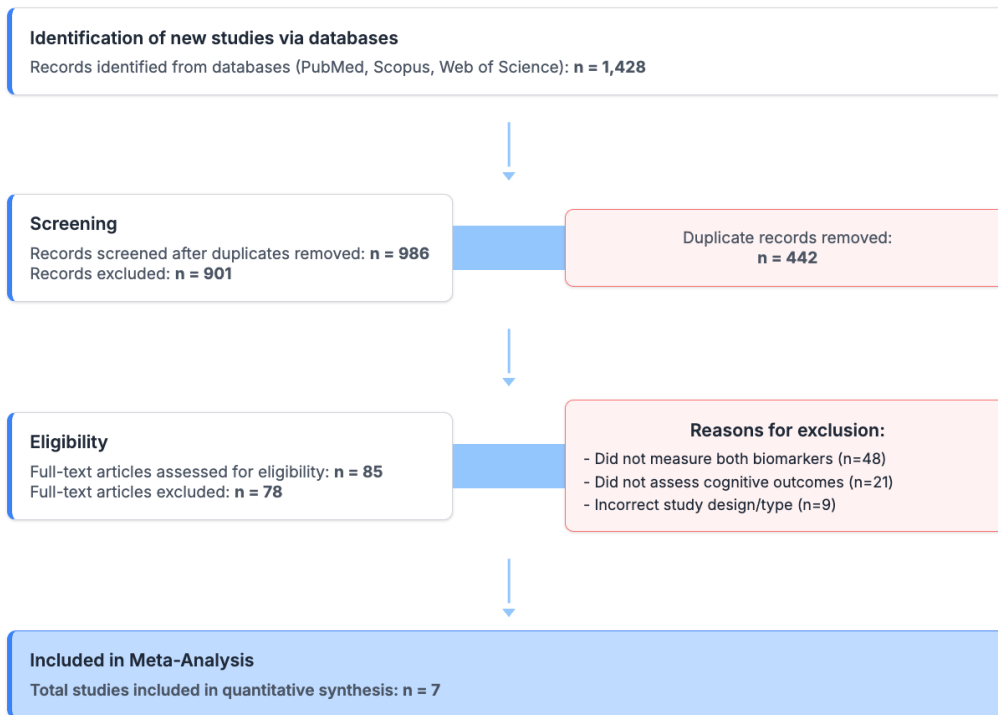 Identification of new studies via databases
Records identified from databases (PubMed, Scopus, Web of Science): n = 1,428
Screening
Records screened after duplicates removed: n = 986
Records excluded: n = 901
Duplicate records removed:
n = 442
Eligibility
Full-text articles assessed for eligibility: n = 85
Full-text articles excluded: n = 78
Reasons for exclusion:
- Did not measure both biomarkers (n=48)
- Did not assess cognitive outcomes (n=21)
- Incorrect study design/type (n=9)
Included in Meta-Analysis
Total studies included in quantitative synthesis: n = 7